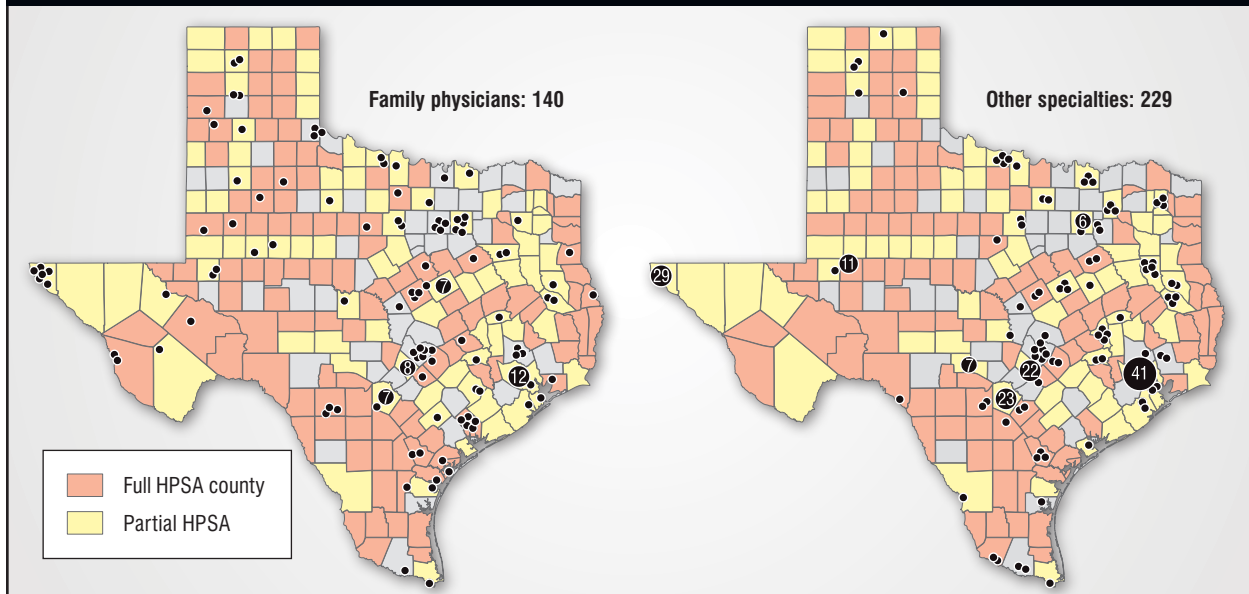 Family physicians: 140
7
8
12
7
Full HPSA county
Partial HPSA
Other specialties: 229
6
11
29
7
22
41
23